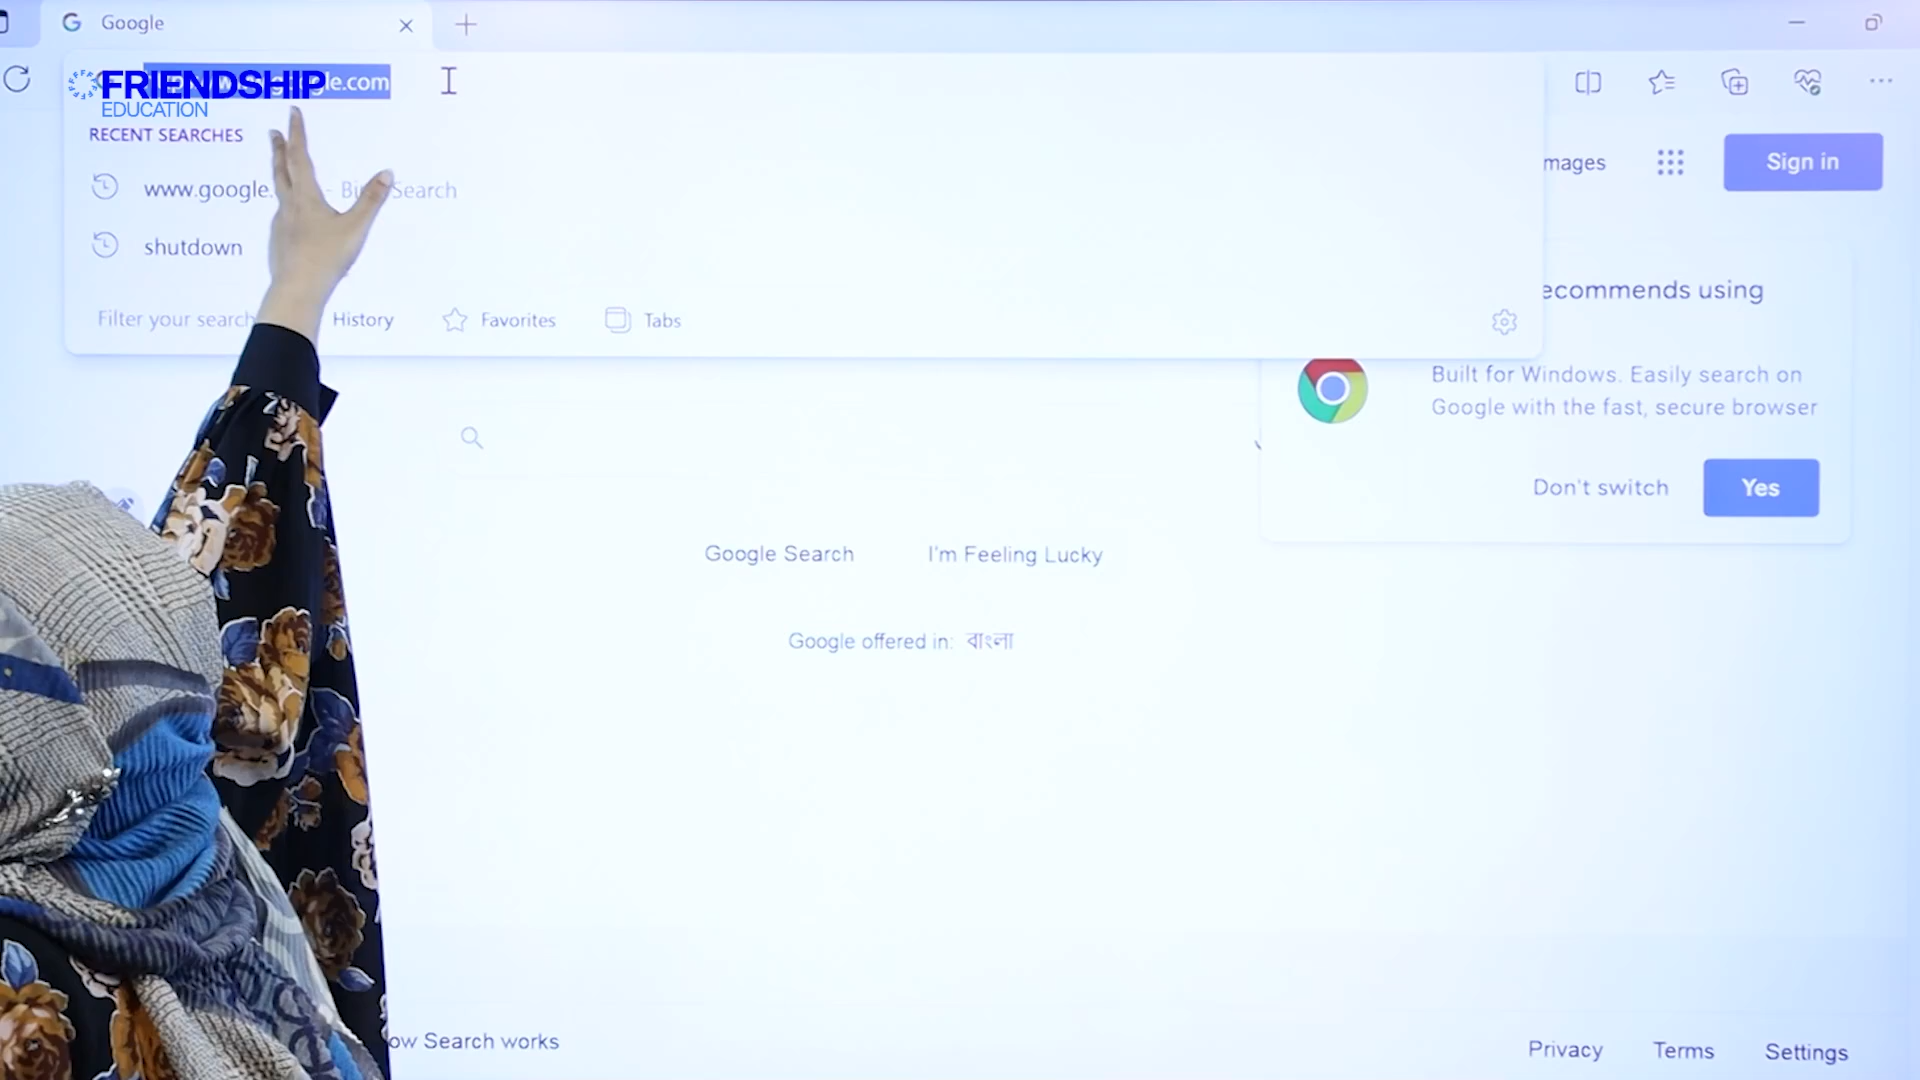 Google
google.com
FRIENDSHIP
EDUCATION
RECENT SEARCHES
www.google. - Bing Search
shutdown
Filter your search
History
Favorites
Tabs
mages
Sign in
ecommends using
Built for Windows. Easily search on
Google with the fast, secure browser
Don't switch
Yes
Google Search
I'm Feeling Lucky
Google offered in: বাংলা
ow Search works
Privacy
Terms
Settings